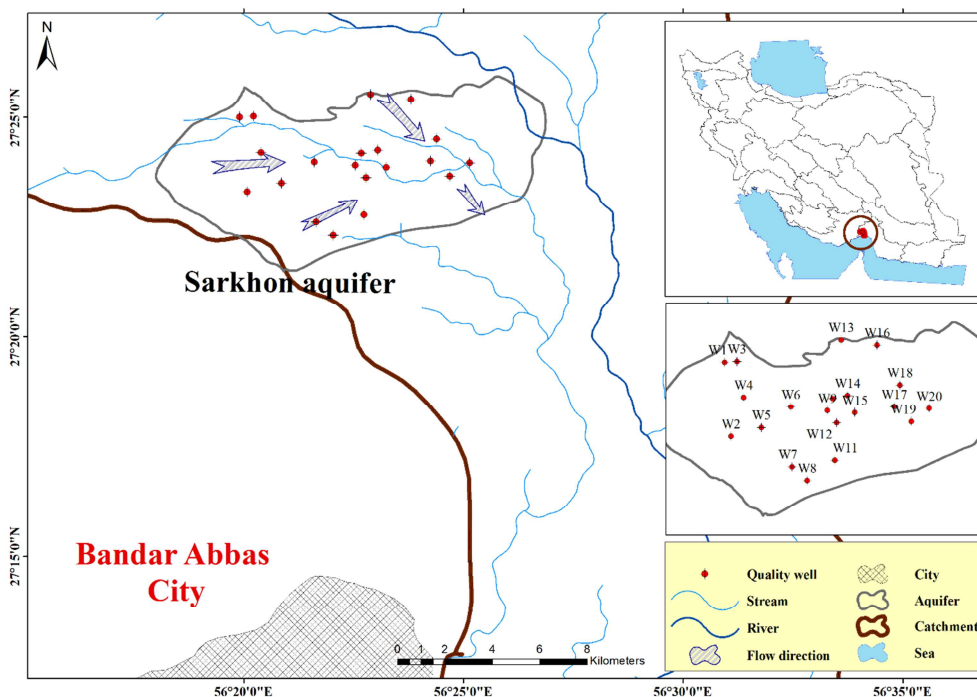 N
27°25'0"N
27°20'0"N
27°15'0"N
Sarkhon aquifer
Bandar Abbas
City
0 1 2 4 6 8
Kilometers
56°20'0"E 56°25'0"E 56°30'0"E 56°35'0"E
W13
W16
W1 W3
W18
W4
W14
W6
W9
W17
W20
W15
W19
W5
W2
W12
W11
W7
W8
Quality well
Stream
River
Flow direction
City
Aquifer
Catchment
Sea